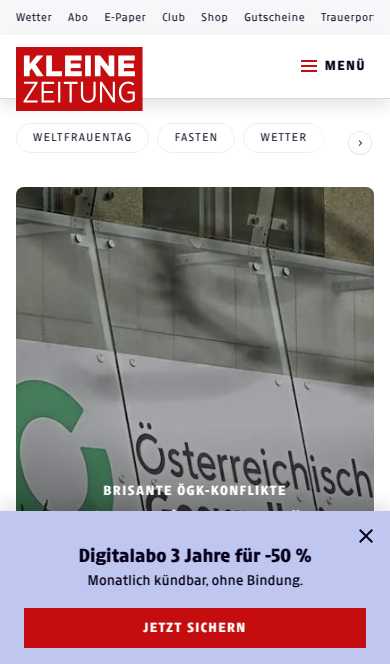 Wetter Abo E-Paper Club Shop Gutscheine Trauerport
KLEINE
ZEITUNG
MENÜ
WELTFRAUENTAG FASTEN WETTER
Österreichisch
BRISANTE ÖGK-KONFLIKTE
Digitalabo 3 Jahre für -50 %
Monatlich kündbar, ohne Bindung.
JETZT SICHERN